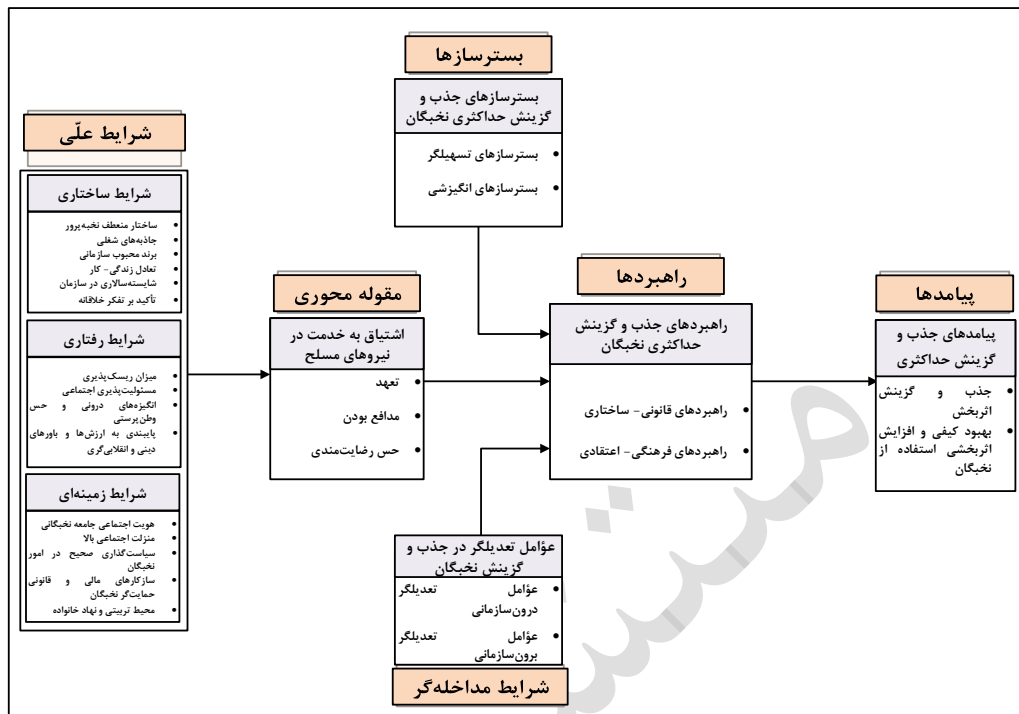 بسترسازها
بسترسازهای جذب و
گزینش حداکثری نخبگان
بسترسازهای تسهیلگر
بسترسازهای انگیزشی
شرایط علّی
شرایط ساختاری
ساختار منعطف نخبه‌پرور
جاذبه‌های شغلی
برند محبوب سازمانی
تعادل زندگی- کار
شایسته‌سالاری در سازمان
تأکید بر تفکر خلاقانه
شرایط رفتاری
میزان ریسک‌پذیری
مسئولیت‌پذیری اجتماعی
انگیزه‌های درونی و حس
وطن‌پرستی
پایبندی به ارزش‌ها و باورهای
دینی و انقلابی‌گری
شرایط زمینه‌ای
هویت اجتماعی جامعه نخبگانی
منزلت اجتماعی بالا
سیاست‌گذاری صحیح در امور
نخبگان
سازکارهای مالی و قانونی
حمایت‌گر نخبگان
محیط تربیتی و نهاد خانواده
مقوله محوری
اشتیاق به خدمت در
نیروهای مسلح
تعهد
مدافع بودن
حس رضایت‌مندی
راهبردها
راهبردهای جذب و گزینش
حداکثری نخبگان
راهبردهای قانونی- ساختاری
راهبردهای فرهنگی- اعتقادی
پیامدها
پیامدهای جذب و
گزینش حداکثری
جذب و گزینش
اثربخش
بهبود کیفی و افزایش
اثربخشی استفاده از
نخبگان
عؤامل تعدیلگر در جذب و
گزینش نخبگان
عؤامل تعدیلگر
درون‌سازمانی
عؤامل تعدیلگر
برون‌سازمانی
شرایط مداخله‌گر